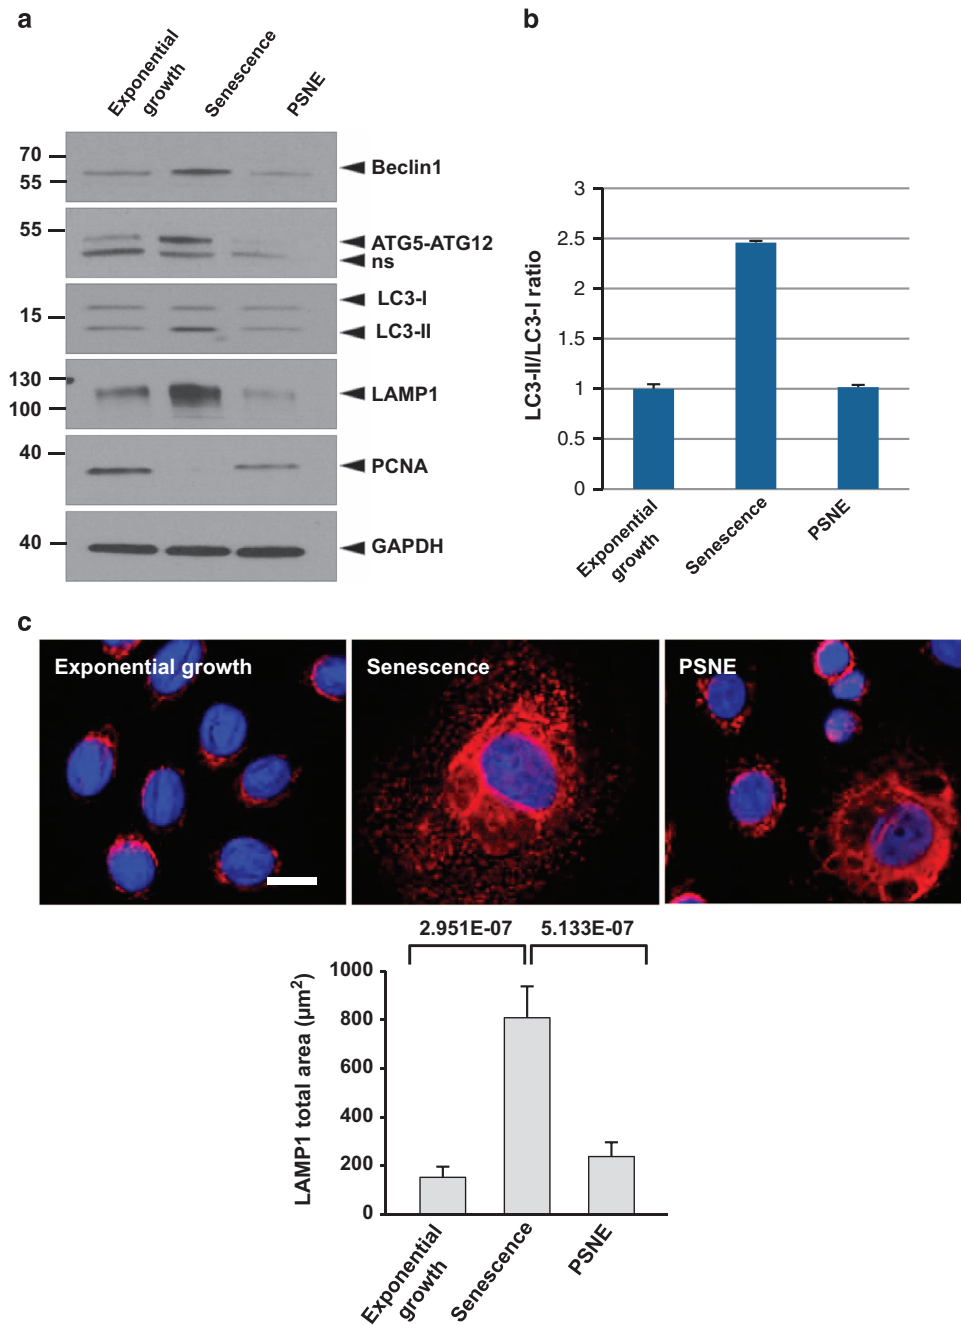 a
Exponential
growth
Senescence
PSNE
70
55
Beclin1
55
ATG5-ATG12
ns
15
LC3-I
LC3-II
130
100
LAMP1
40
PCNA
40
GAPDH
b
LC3-II/LC3-I ratio
3
2.5
2
1.5
1
0.5
0
Exponential
growth
Senescence
PSNE
c
Exponential growth
Senescence
PSNE
2.951E-07
5.133E-07
LAMP1 total area (µm²)
1000
800
600
400
200
0
Exponential
growth
Senescence
PSNE